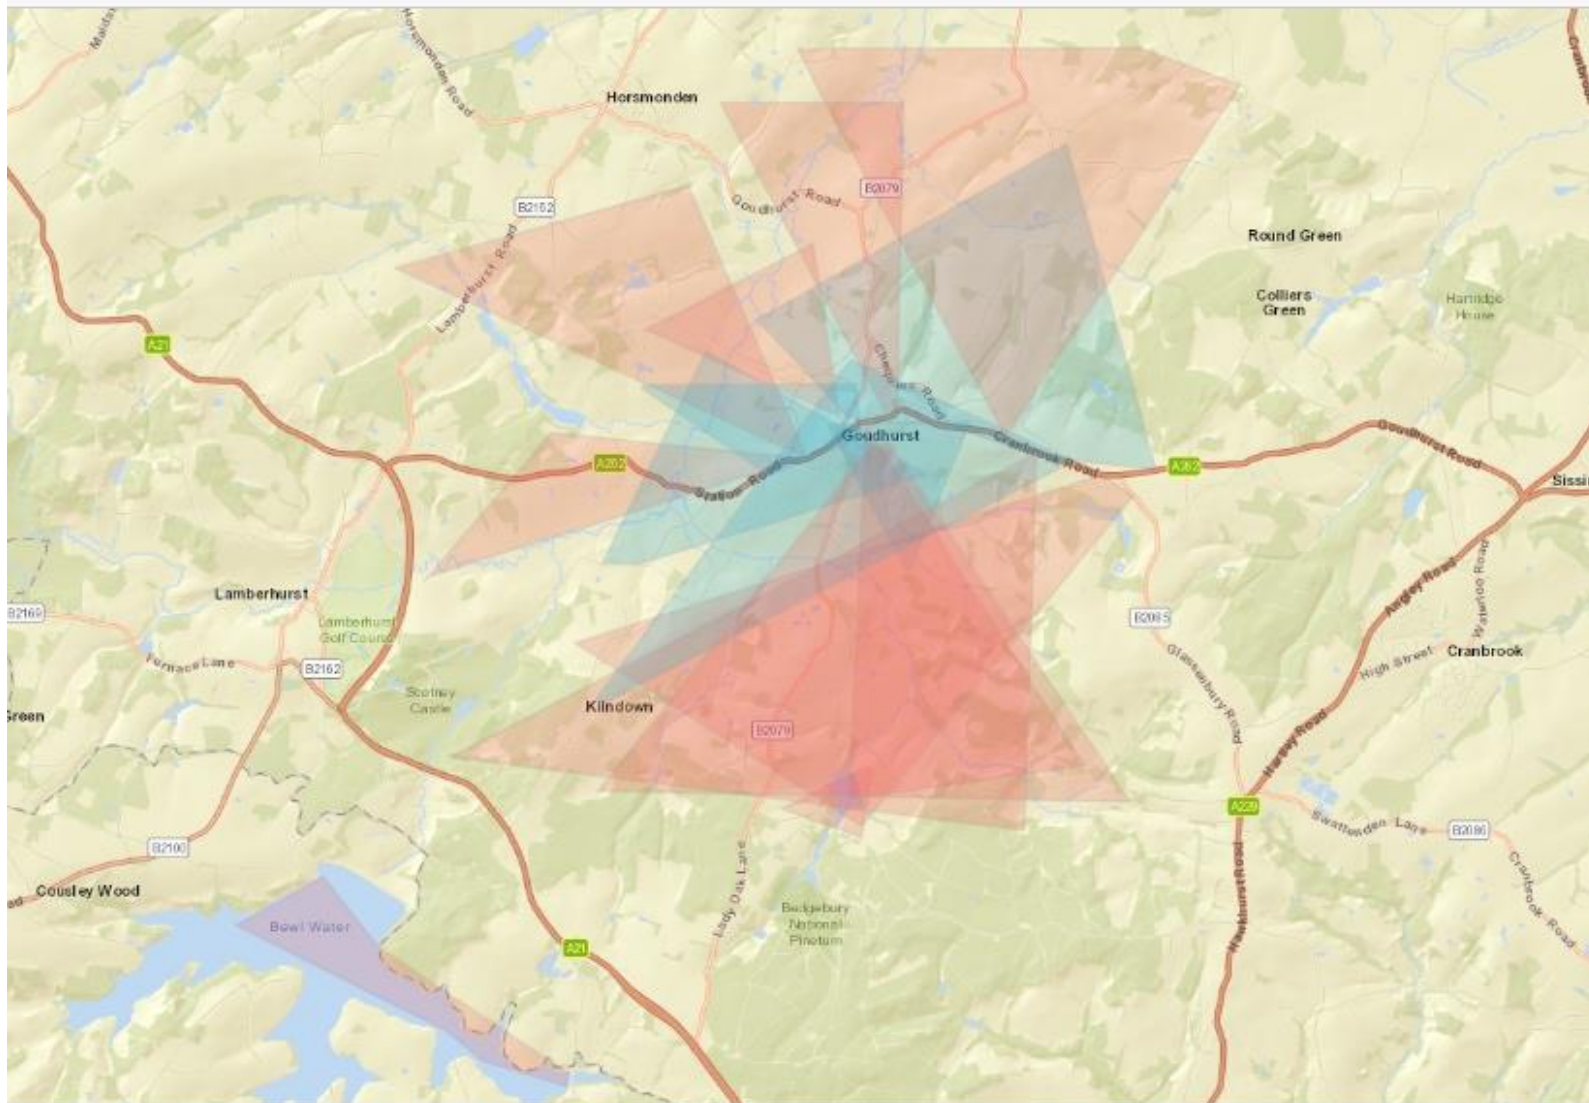 Horsmonden Road
Horsmonden
B2079
Goudhurst Road
B2162
Lamberhurst Road
Round Green
Colliers
Green
Hartridge
House
A21
Chequers Road
Goudhurst
Cranbrook Road
A262
Station Road
A262
Goudhurst Road
Sissin
Lamberhurst
Lamberhurst
Golf Course
B2169
Furnace Lane
B2162
B2085
Angley Road
Waterloo Road
High Street
Cranbrook
Glassenbury Road
Scotney
Castle
Kilndown
Green
B2079
Hartley Road
A229
Swattenden Lane
B2086
Cranbrook Road
B2100
Cousley Wood
Lady Oak Lane
Hawkhurst Road
Bedgebury
National
Pinetum
Bewl Water
A21